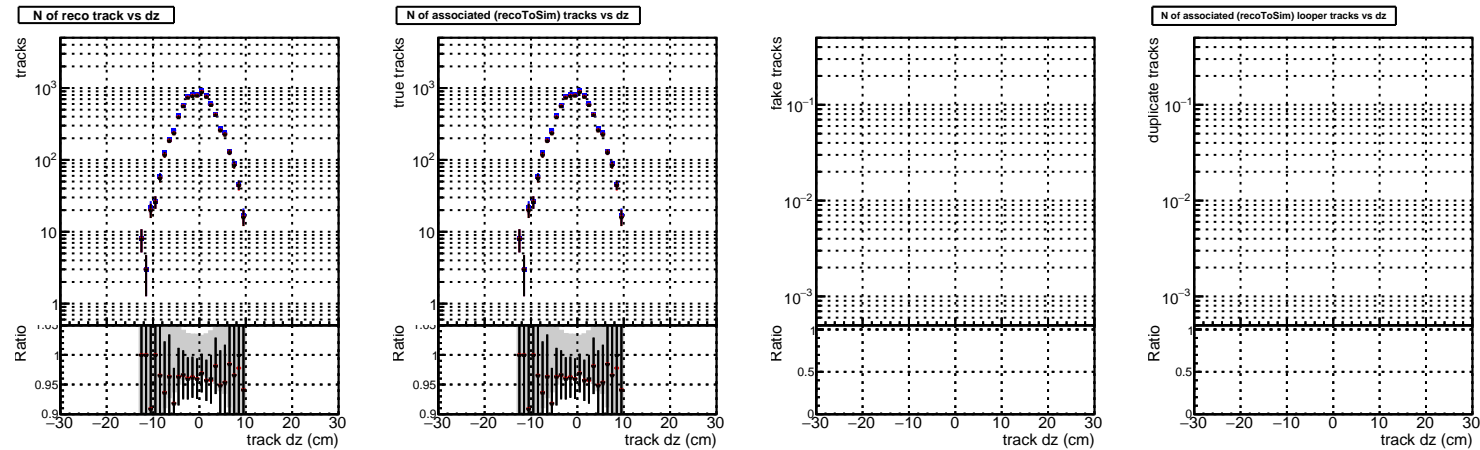 N of reco track vs dz
tracks
10³
10²
10
1
Ratio
1.05
1
0.95
0.9
−30 −20 −10 0 10 20 30
track dz (cm)
N of associated (recoToSim) tracks vs dz
true tracks
10³
10²
10
1
Ratio
1.05
1
0.95
0.9
−30 −20 −10 0 10 20 30
track dz (cm)
fake tracks
10⁻¹
10⁻²
10⁻³
Ratio
1
0.5
0
−30 −20 −10 0 10 20 30
track dz (cm)
N of associated (recoToSim) looper tracks vs dz
duplicate tracks
10⁻¹
10⁻²
10⁻³
Ratio
1
0.5
0
−30 −20 −10 0 10 20 30
track dz (cm)